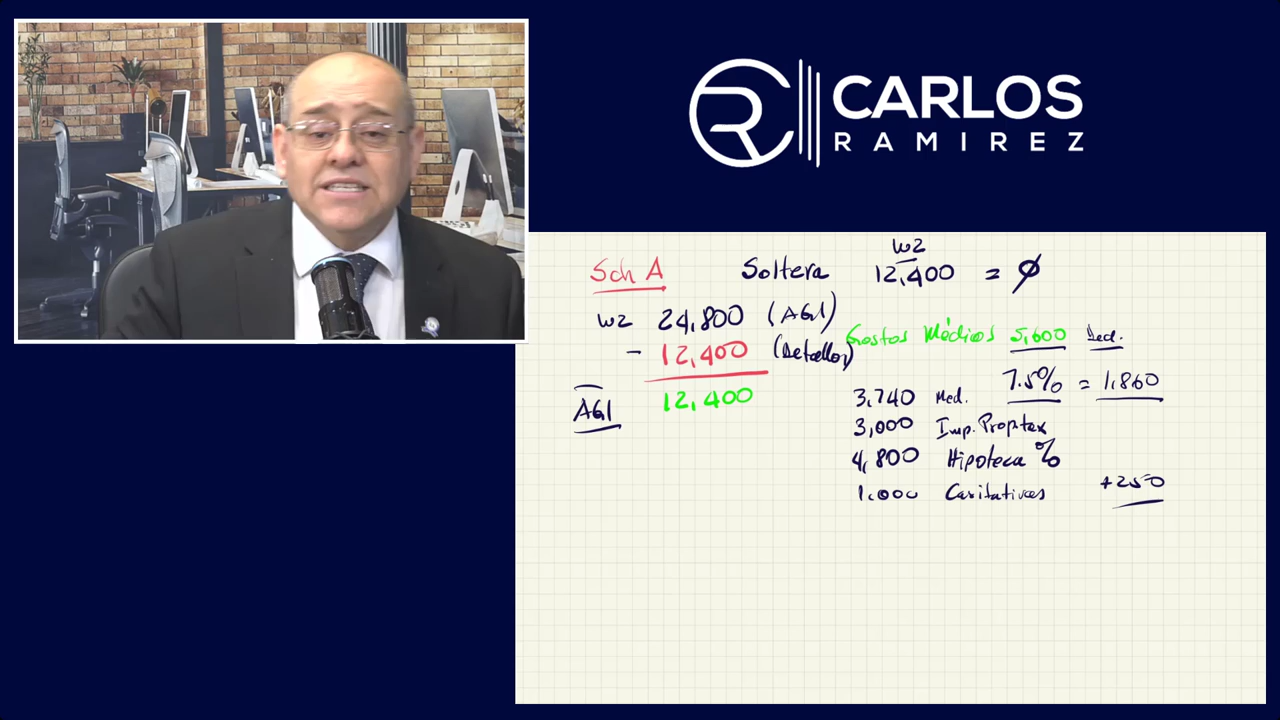 CARLOS
RAMIREZ
W2
Sch A Soltera 12,400 = ∅
W2 24,800 (AGI)
- 12,400 (Detallar)
AGI 12,400
Gastos Médicos 5,600 Ded.
7.5% = 1,860
3,740 Med.
3,000 Imp. Proptax
4,800 Hipoteca %
1,000 Caritativas +250